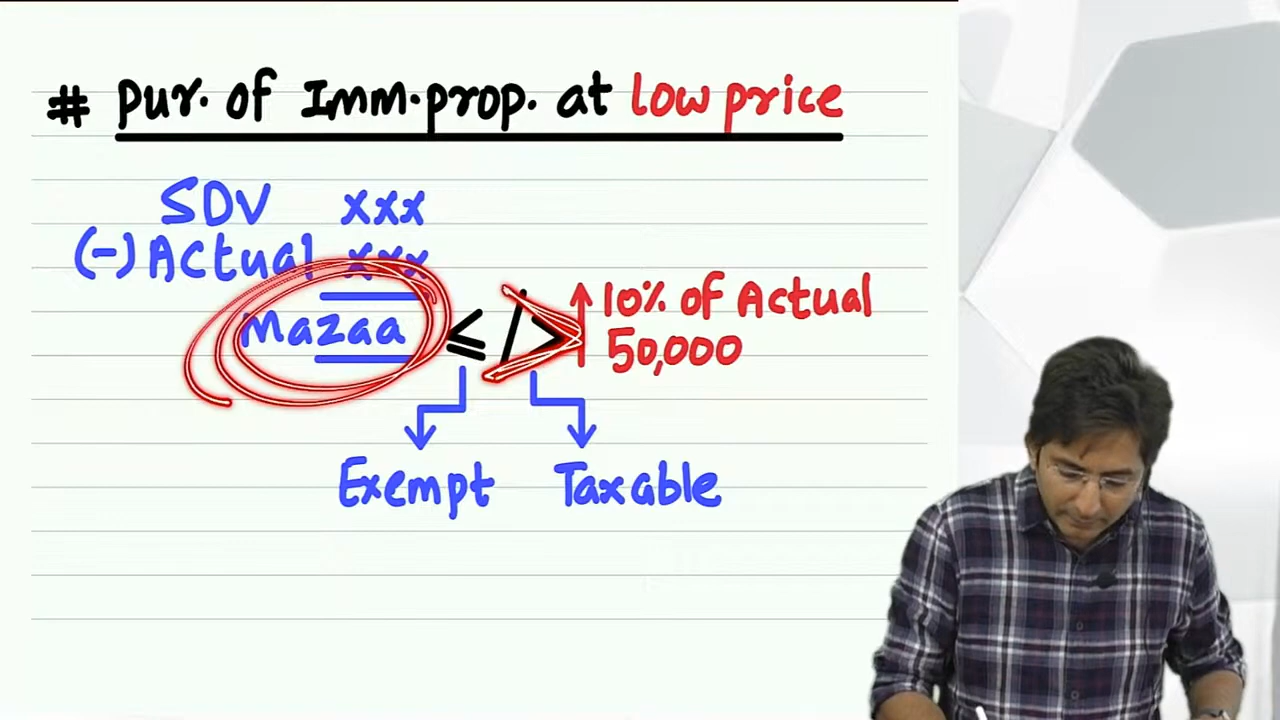 # Pur. of Imm.prop. at low price
SDV xxx
(-) Actual xxx
Mazaa ≤ / > ↑ 10% of Actual
50,000
Exempt Taxable